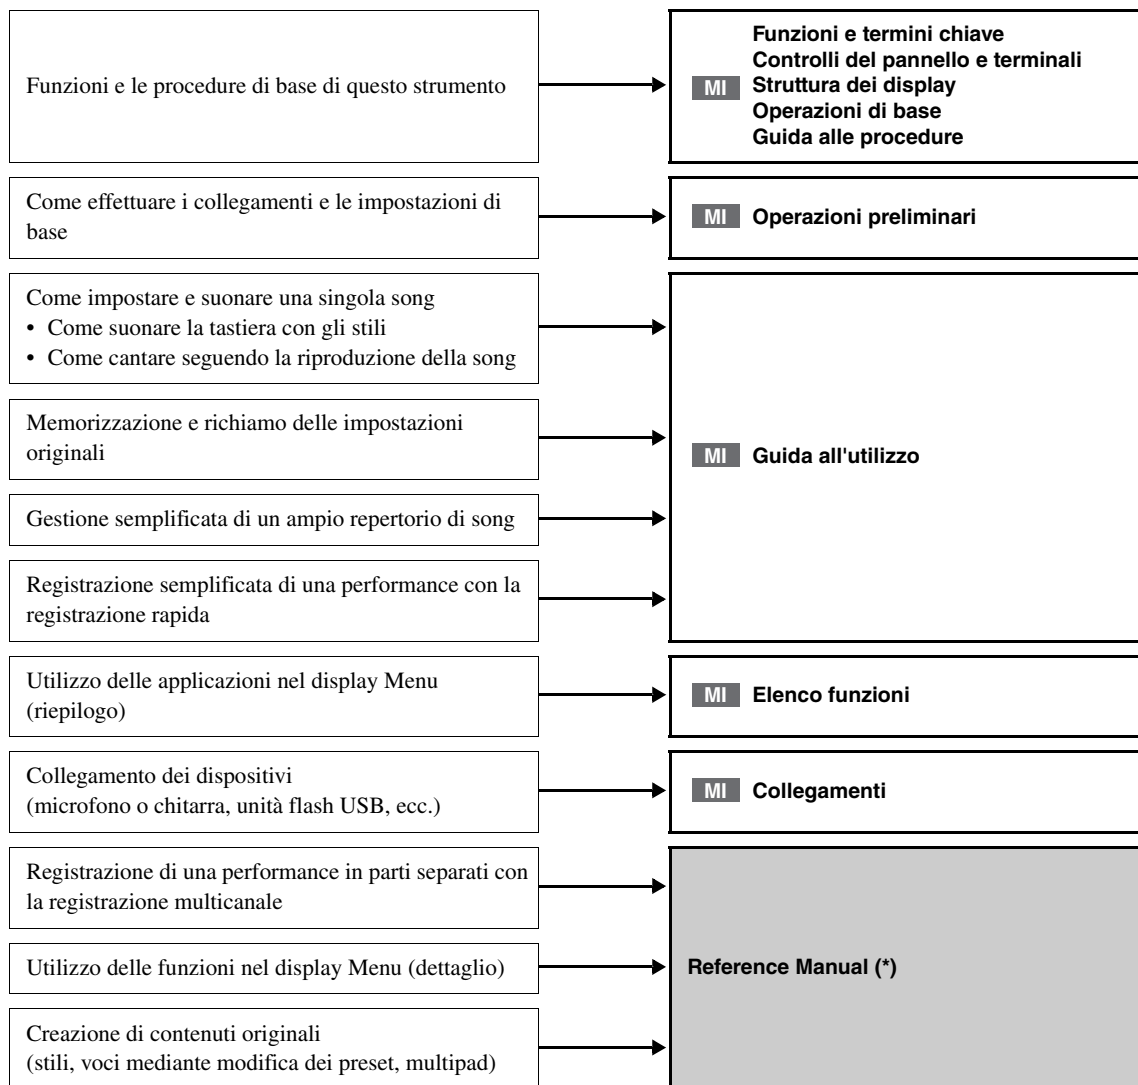 Funzioni e le procedure di base di questo strumento
MI
Funzioni e termini chiave
Controlli del pannello e terminali
Struttura dei display
Operazioni di base
Guida alle procedure
Come effettuare i collegamenti e le impostazioni di
base
MI Operazioni preliminari
Come impostare e suonare una singola song
• Come suonare la tastiera con gli stili
• Come cantare seguendo la riproduzione della song
Memorizzazione e richiamo delle impostazioni
originali
Gestione semplificata di un ampio repertorio di song
Registrazione semplificata di una performance con la
registrazione rapida
MI Guida all'utilizzo
Utilizzo delle applicazioni nel display Menu
(riepilogo)
MI Elenco funzioni
Collegamento dei dispositivi
(microfono o chitarra, unità flash USB, ecc.)
MI Collegamenti
Registrazione di una performance in parti separati con
la registrazione multicanale
Utilizzo delle funzioni nel display Menu (dettaglio)
Creazione di contenuti originali
(stili, voci mediante modifica dei preset, multipad)
Reference Manual (*)